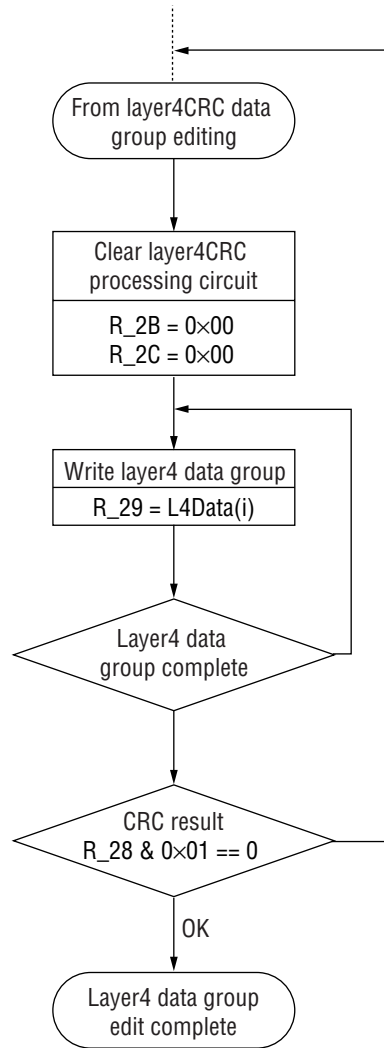 From layer4CRC data
group editing
Clear layer4CRC
processing circuit
R_2B = 0×00
R_2C = 0×00
Write layer4 data group
R_29 = L4Data(i)
Layer4 data
group complete
CRC result
R_28 & 0×01 == 0
OK
Layer4 data group
edit complete